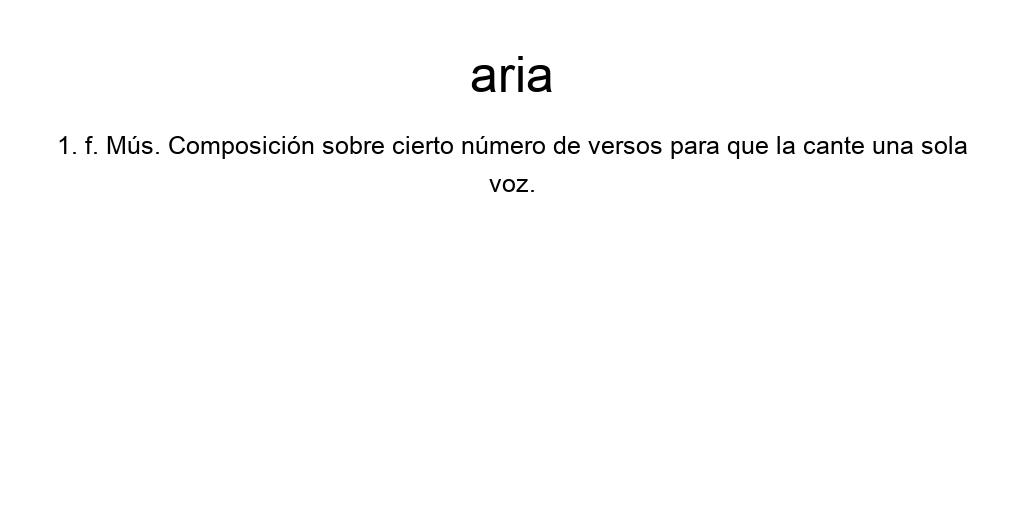 aria
1. f. Mús. Composición sobre cierto número de versos para que la cante una sola
voz.